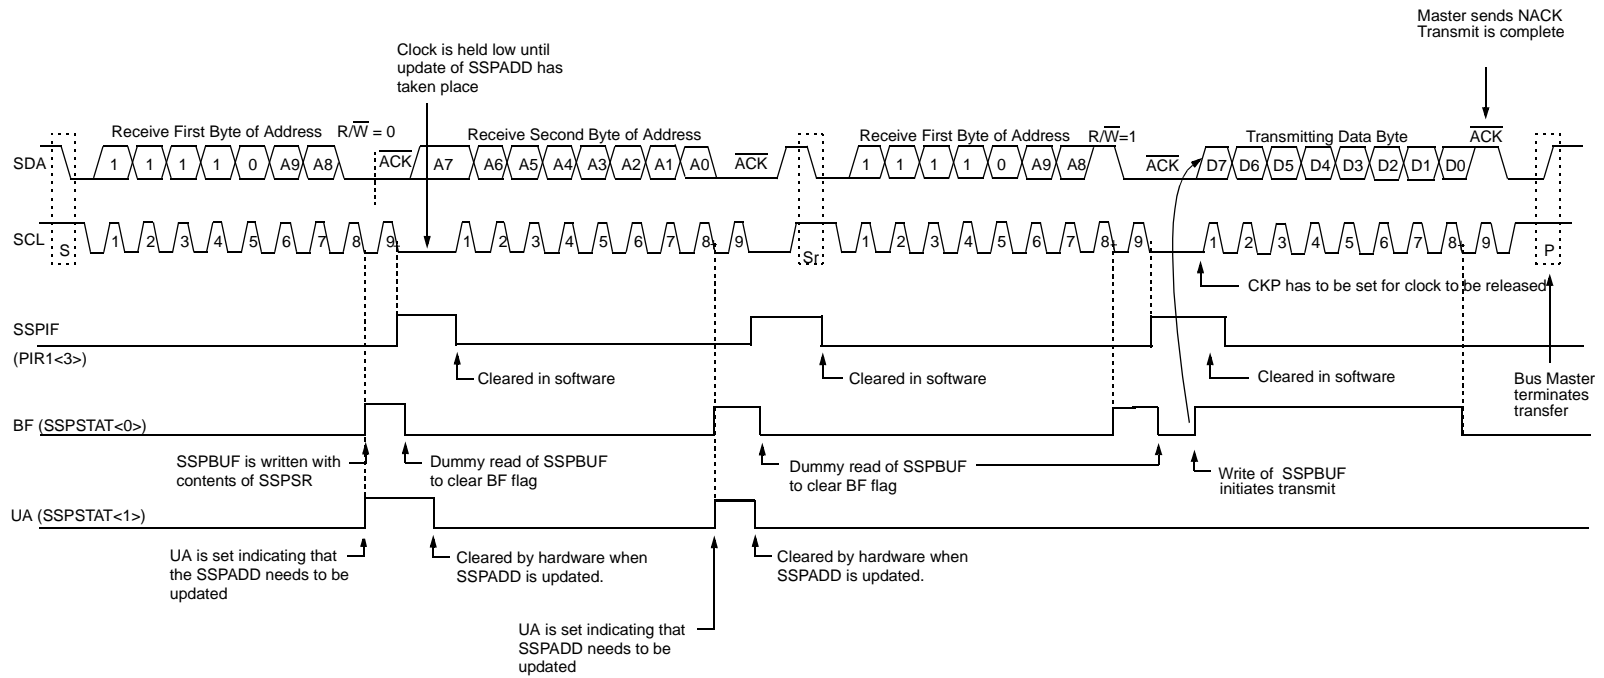 Master sends NACK
Transmit is complete
Clock is held low until
update of SSPADD has
taken place
Receive First Byte of Address R/W = 0
Receive Second Byte of Address
Receive First Byte of Address R/W=1
Transmitting Data Byte
ACK
SDA
1 1 1 1 0 A9 A8
ACK
A7 A6 A5 A4 A3 A2 A1 A0
ACK
1 1 1 1 0 A9 A8
ACK
D7 D6 D5 D4 D3 D2 D1 D0
SCL
S
1 2 3 4 5 6 7 8 9
1 2 3 4 5 6 7 8 9
Sr
1 2 3 4 5 6 7 8 9
1 2 3 4 5 6 7 8 9
P
CKP has to be set for clock to be released
SSPIF
(PIR1<3>)
Cleared in software
Cleared in software
Cleared in software
Bus Master
terminates
transfer
BF (SSPSTAT<0>)
SSPBUF is written with
contents of SSPSR
Dummy read of SSPBUF
to clear BF flag
Dummy read of SSPBUF
to clear BF flag
Write of SSPBUF
initiates transmit
UA (SSPSTAT<1>)
UA is set indicating that
the SSPADD needs to be
updated
Cleared by hardware when
SSPADD is updated.
Cleared by hardware when
SSPADD is updated.
UA is set indicating that
SSPADD needs to be
updated